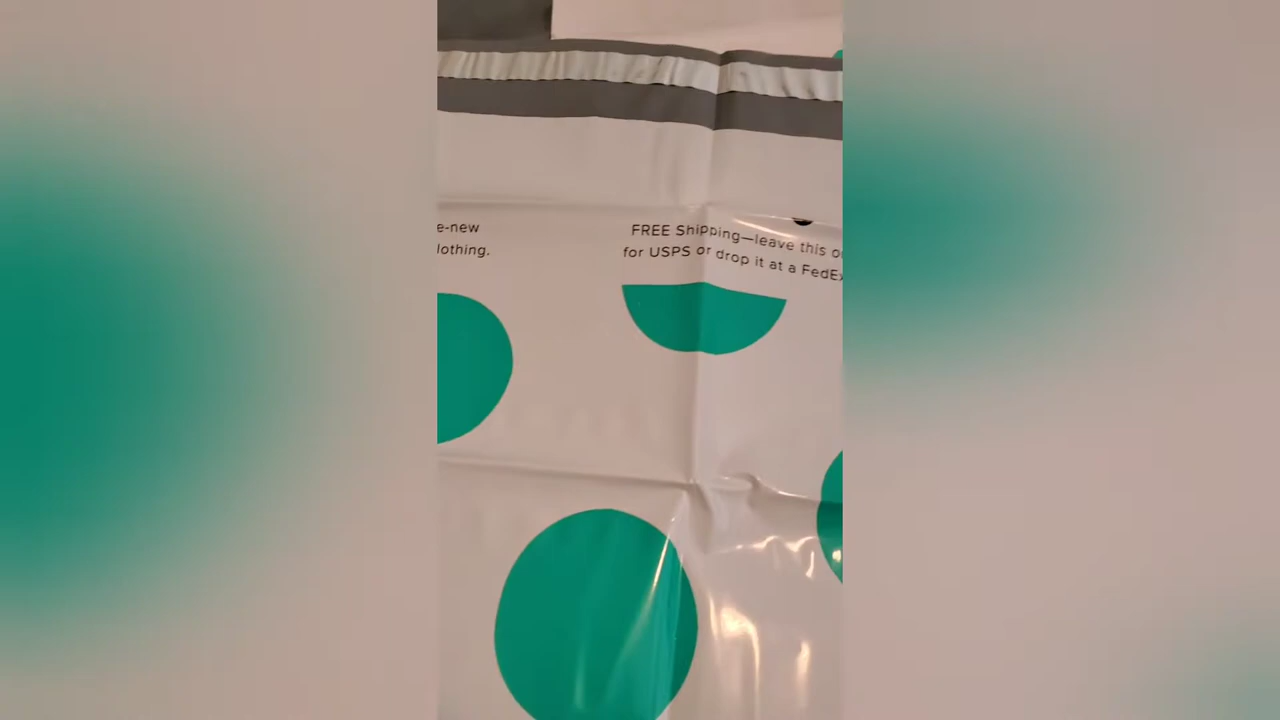 e-new
lothing.
FREE Shipping—leave this o
for USPS or drop it at a FedEx